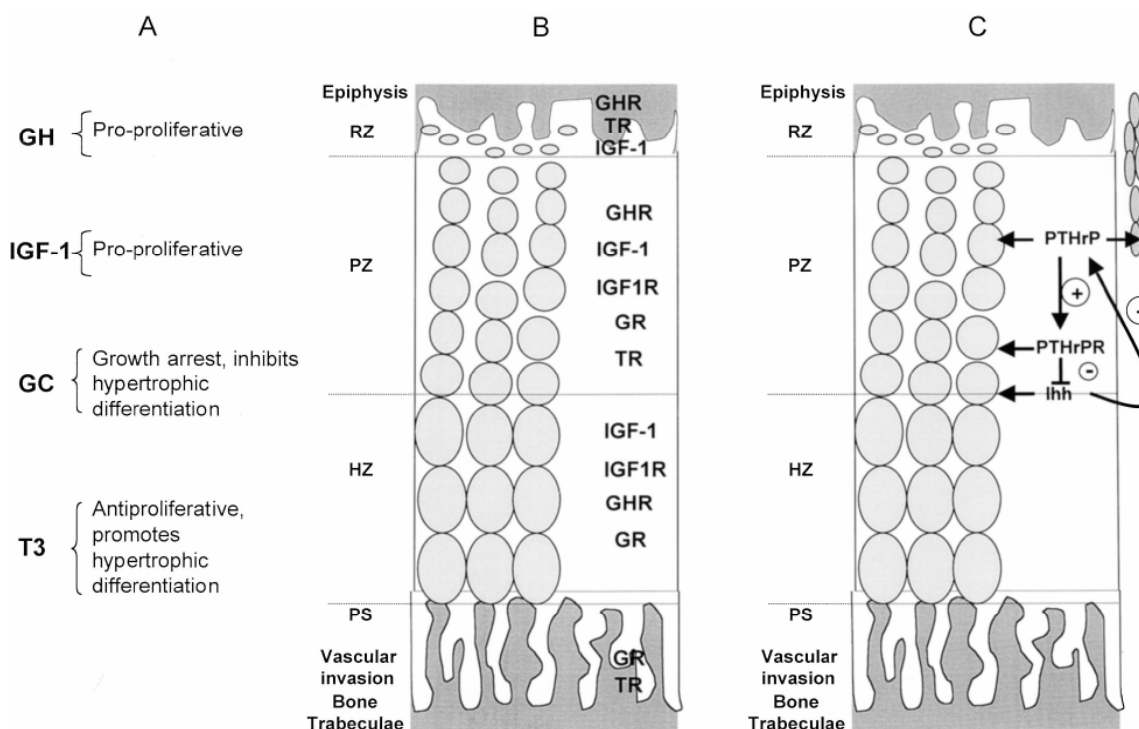 A
B
C
GH
Pro-proliferative
IGF-1
Pro-proliferative
GC
Growth arrest, inhibits
hypertrophic
differentiation
T3
Antiproliferative,
promotes
hypertrophic
differentiation
Epiphysis
RZ
PZ
HZ
PS
Vascular
invasion
Bone
Trabeculae
GHR
TR
IGF-1
GHR
IGF-1
IGF1R
GR
TR
IGF-1
IGF1R
GHR
GR
GR
TR
Epiphysis
RZ
PZ
HZ
PS
Vascular
invasion
Bone
Trabeculae
PTHrP
+
PTHrPR
-
Ihh